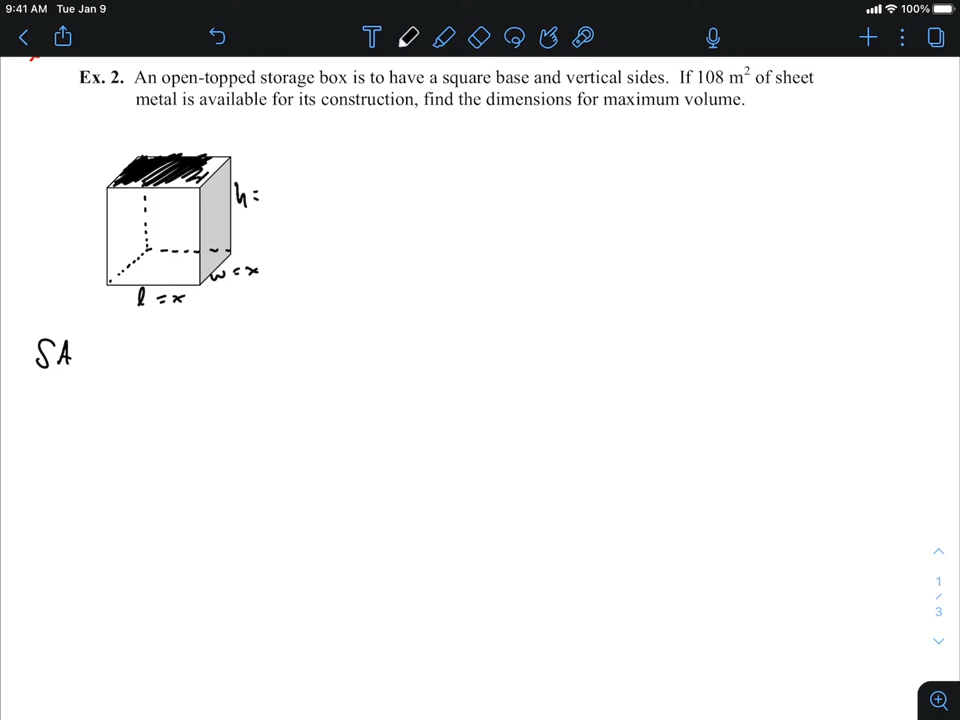 9:41 AM Tue Jan 9
100%
Ex. 2. An open-topped storage box is to have a square base and vertical sides. If 108 m² of sheet
metal is available for its construction, find the dimensions for maximum volume.
h =
w = x
l = x
SA
1
/
3